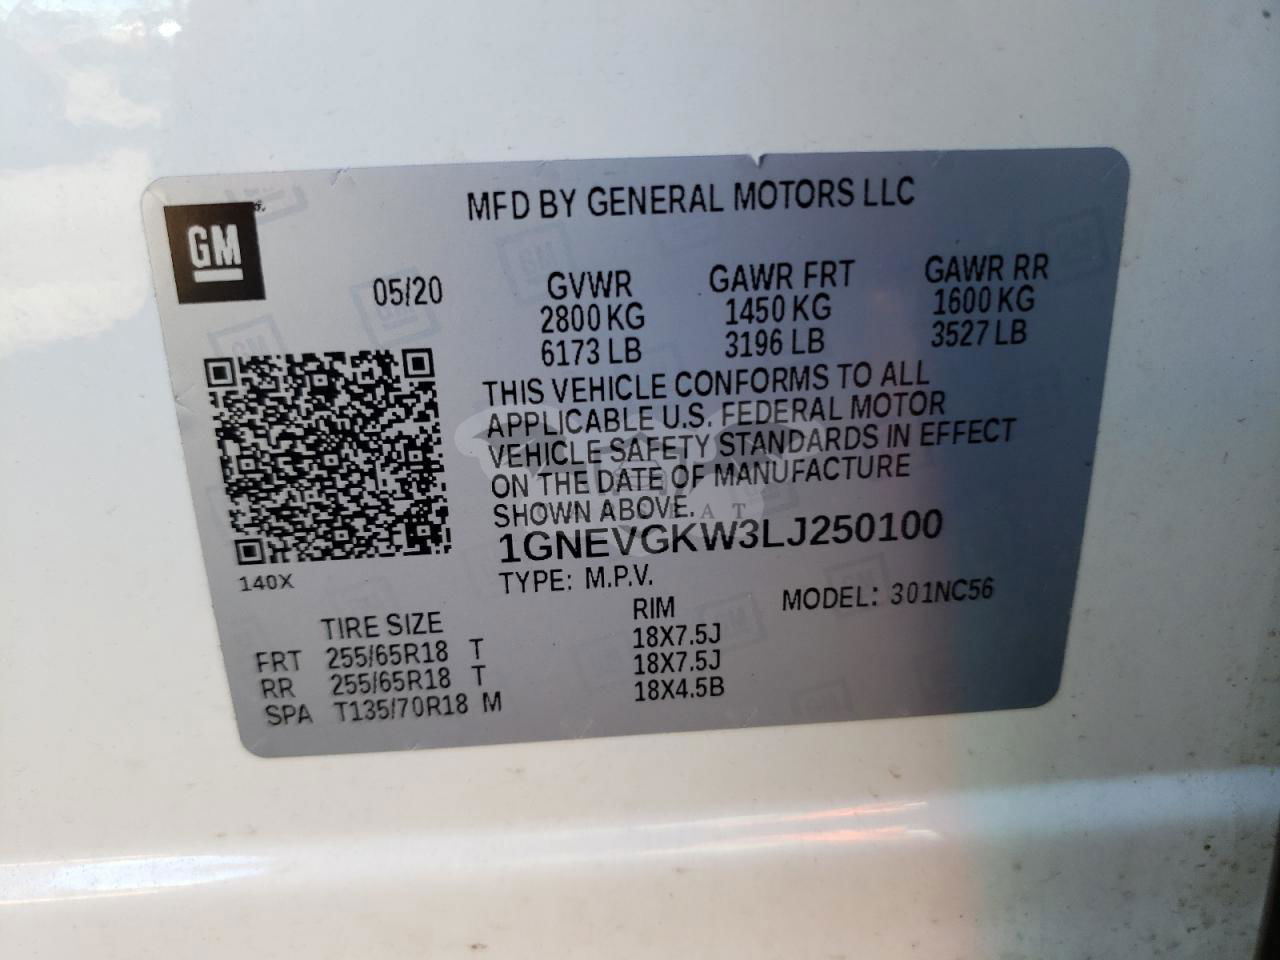 MFD BY GENERAL MOTORS LLC
GM
05/20
GVWR GAWR FRT GAWR RR
2800 KG 1450 KG 1600 KG
6173 LB 3196 LB 3527 LB
THIS VEHICLE CONFORMS TO ALL
APPLICABLE U.S. FEDERAL MOTOR
VEHICLE SAFETY STANDARDS IN EFFECT
ON THE DATE OF MANUFACTURE
SHOWN ABOVE.
1GNEVGKW3LJ250100
140X
TYPE: M.P.V.
MODEL: 301NC56
TIRE SIZE RIM
FRT 255/65R18 T 18X7.5J
RR 255/65R18 T 18X7.5J
SPA T135/70R18 M 18X4.5B